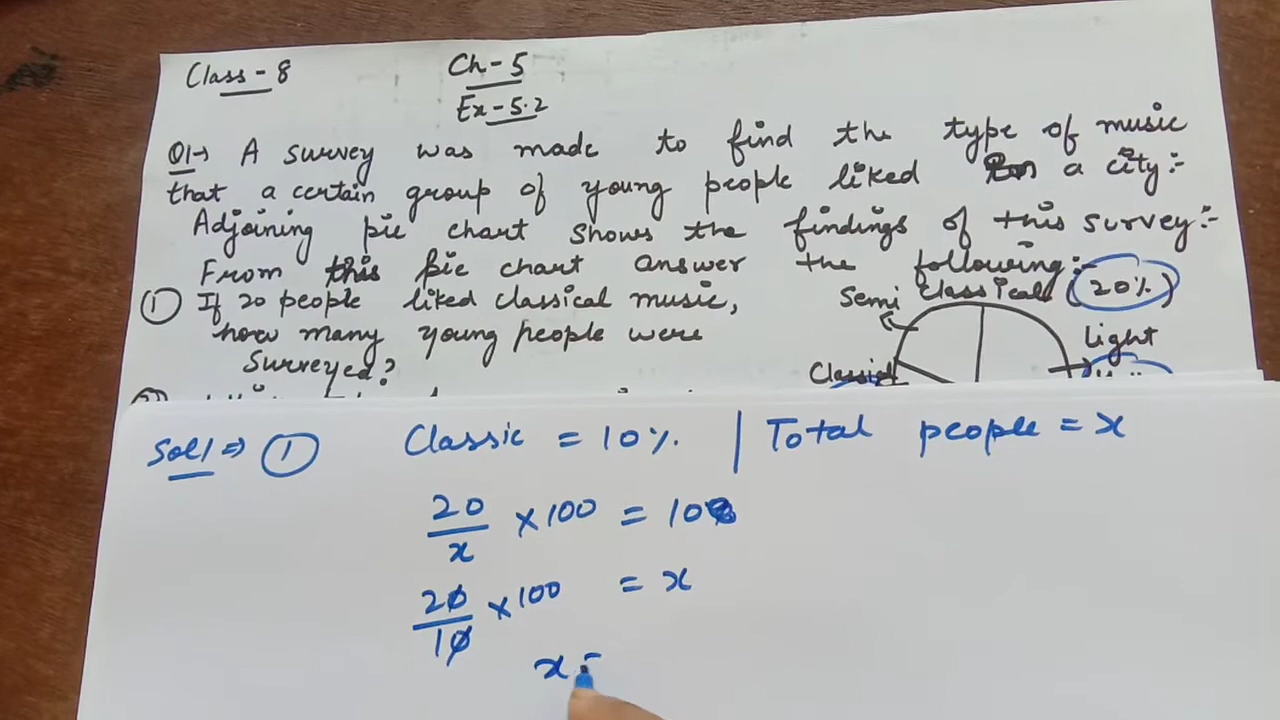 Class - 8
Ch - 5
Ex - 5.2
Q1→ A survey was made to find the type of music
that a certain group of young people liked in a city:-
Adjoining pie chart shows the findings of this survey:-
From this pie chart answer the following:-
① If 20 people liked classical music,
how many young people were
surveyed?
Semi classical (20%)
Light
Classical
Sol1 ⇒ ① Classic = 10% | Total people = x
20/x × 100 = 10
20/10 × 100 = x
x =